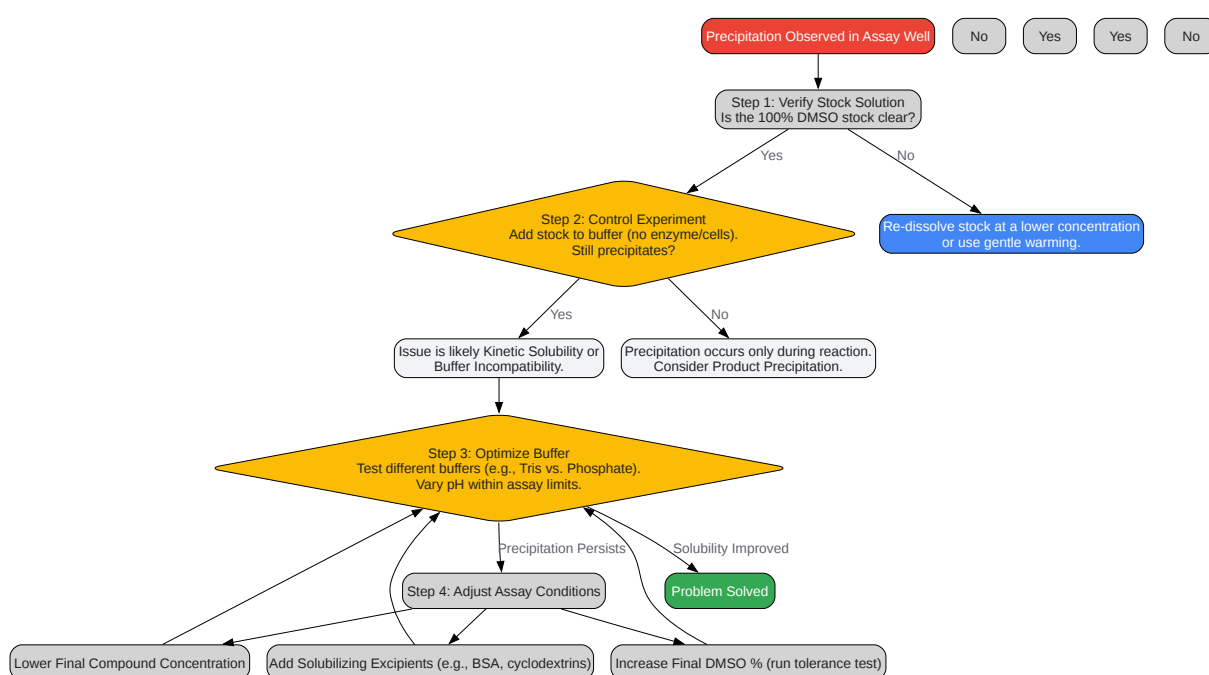 Precipitation Observed in Assay Well
No
Yes
Yes
No
Step 1: Verify Stock Solution
Is the 100% DMSO stock clear?
Yes
No
Step 2: Control Experiment
Add stock to buffer (no enzyme/cells).
Still precipitates?
Re-dissolve stock at a lower concentration
or use gentle warming.
Yes
No
Issue is likely Kinetic Solubility or
Buffer Incompatibility.
Precipitation occurs only during reaction.
Consider Product Precipitation.
Step 3: Optimize Buffer
Test different buffers (e.g., Tris vs. Phosphate).
Vary pH within assay limits.
Precipitation Persists
Solubility Improved
Step 4: Adjust Assay Conditions
Problem Solved
Lower Final Compound Concentration
Add Solubilizing Excipients (e.g., BSA, cyclodextrins)
Increase Final DMSO % (run tolerance test)